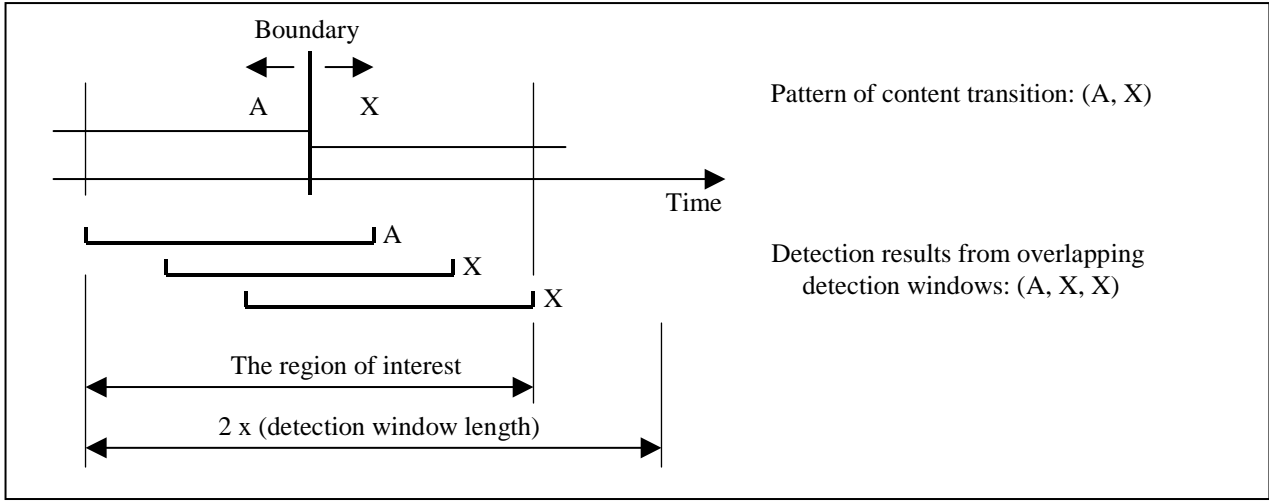 Boundary
A X
Pattern of content transition: (A, X)
Time
A
X
X
Detection results from overlapping
detection windows: (A, X, X)
The region of interest
2 x (detection window length)